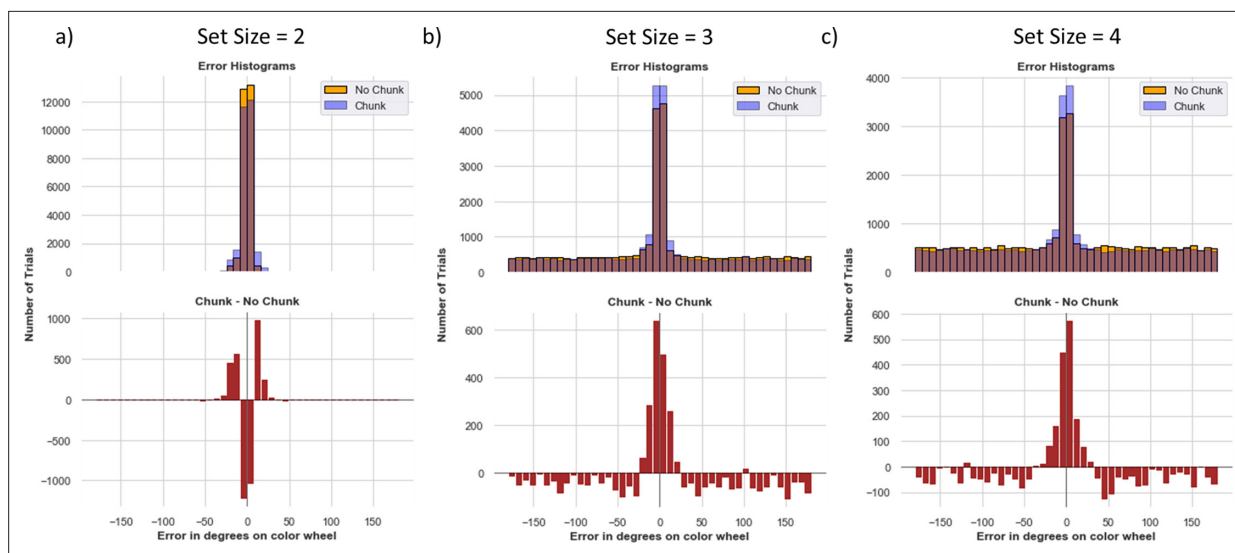 a) Set Size = 2 b) Set Size = 3 c) Set Size = 4
Error Histograms
No Chunk
Chunk
12000
10000
8000
6000
4000
2000
0
Number of Trials
Chunk - No Chunk
1000
500
0
−500
−1000
−150 −100 −50 0 50 100 150
Error in degrees on color wheel
Error Histograms
No Chunk
Chunk
5000
4000
3000
2000
1000
0
Number of Trials
Chunk - No Chunk
600
400
200
0
−150 −100 −50 0 50 100 150
Error in degrees on color wheel
Error Histograms
No Chunk
Chunk
4000
3000
2000
1000
0
Number of Trials
Chunk - No Chunk
600
500
400
300
200
100
0
−100
−150 −100 −50 0 50 100 150
Error in degrees on color wheel